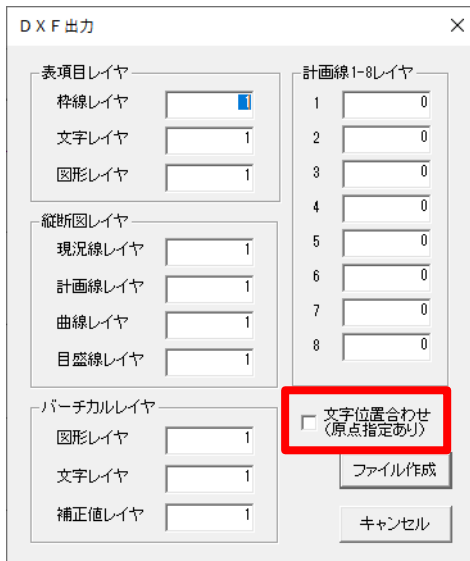 ＤＸＦ出力
表項目レイヤ
枠線レイヤ 1
文字レイヤ 1
図形レイヤ 1
縦断図レイヤ
現況線レイヤ 1
計画線レイヤ 1
曲線レイヤ 1
目盛線レイヤ 1
バーチカルレイヤ
図形レイヤ 1
文字レイヤ 1
補正値レイヤ 1
計画線1-8レイヤ
1 0
2 0
3 0
4 0
5 0
6 0
7 0
8 0
文字位置合わせ
(原点指定あり)
ファイル作成
キャンセル